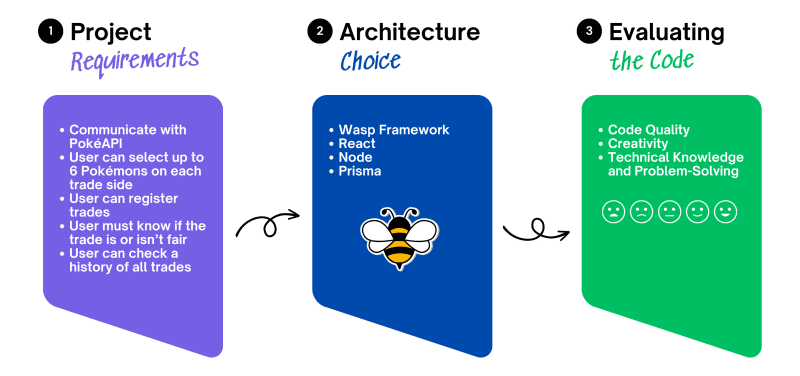 1 Project
Requirements
• Communicate with
PokéAPI
• User can select up to
6 Pokémons on each
trade side
• User can register
trades
• User must know if the
trade is or isn't fair
• User can check a
history of all trades
2 Architecture
Choice
• Wasp Framework
• React
• Node
• Prisma
3 Evaluating
the Code
• Code Quality
• Creativity
• Technical Knowledge
and Problem-Solving